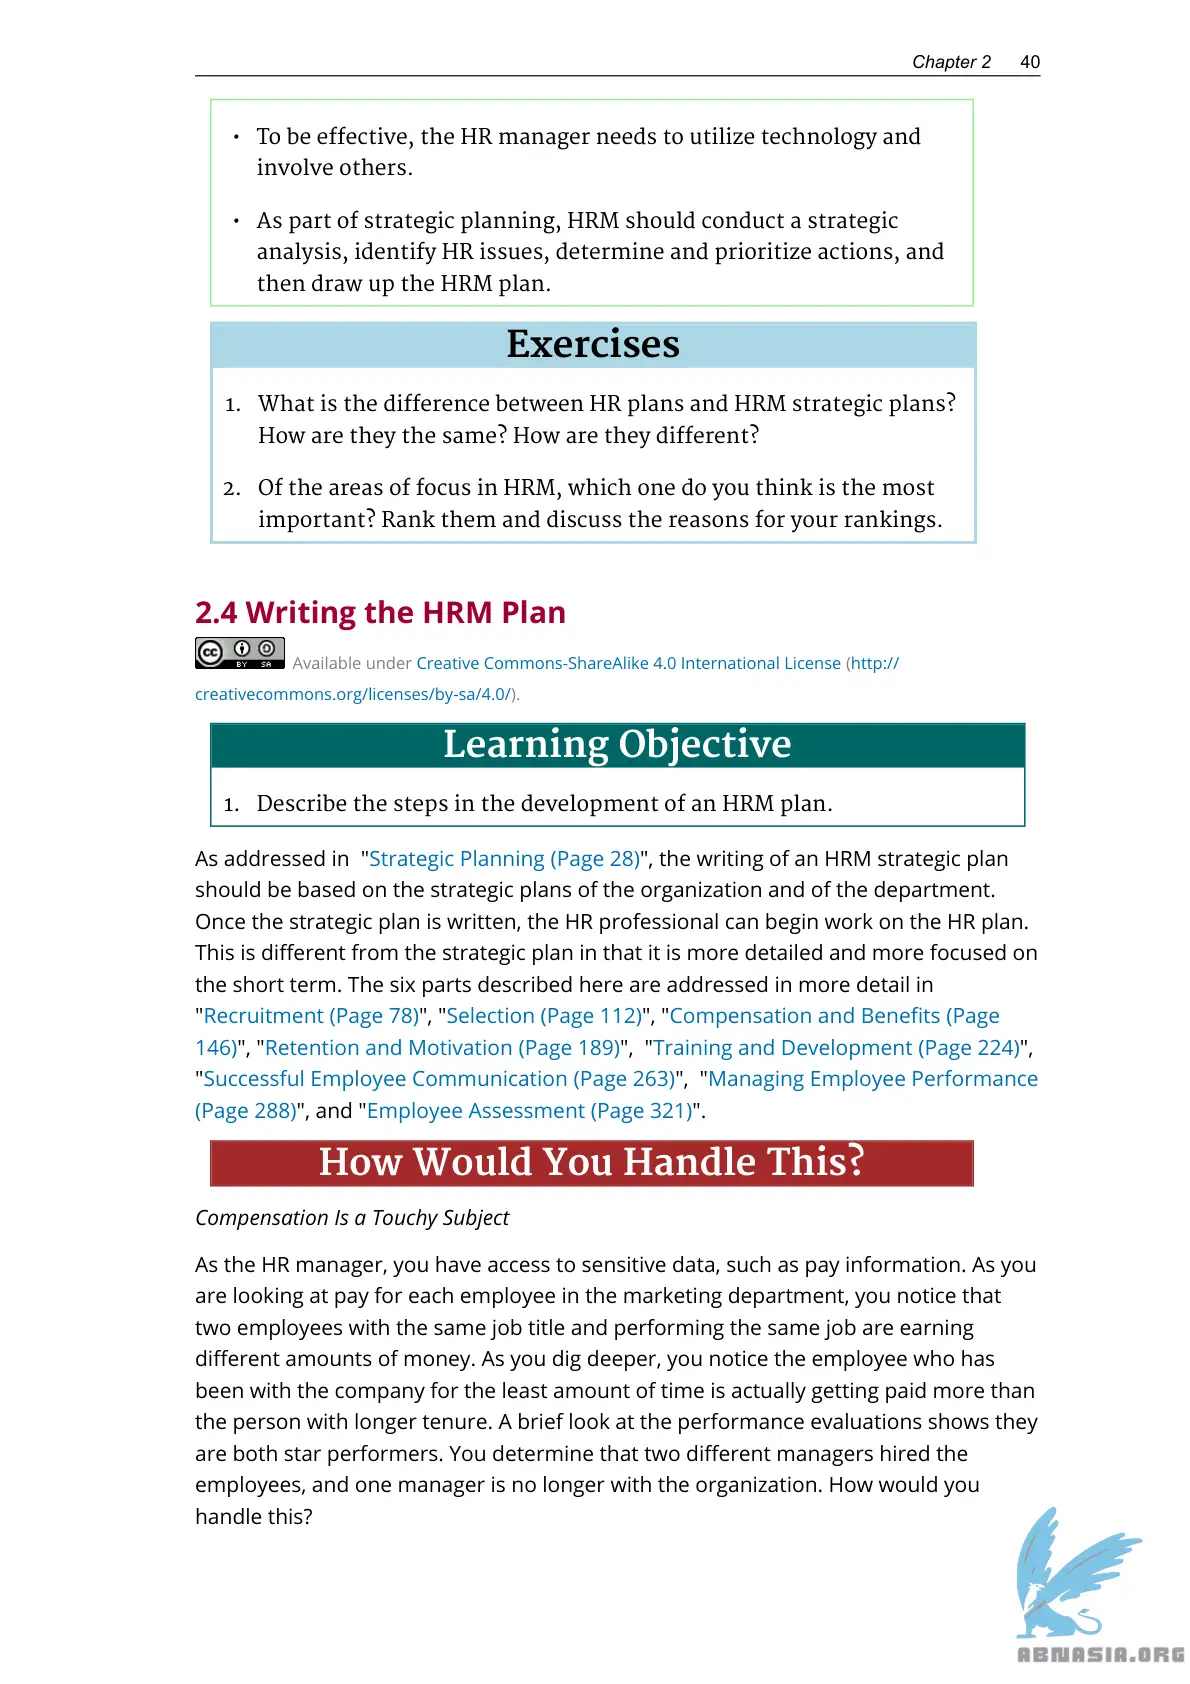 Chapter 2 40
• To be effective, the HR manager needs to utilize technology and
involve others.
• As part of strategic planning, HRM should conduct a strategic
analysis, identify HR issues, determine and prioritize actions, and
then draw up the HRM plan.
Exercises
1. What is the difference between HR plans and HRM strategic plans?
How are they the same? How are they different?
2. Of the areas of focus in HRM, which one do you think is the most
important? Rank them and discuss the reasons for your rankings.
2.4 Writing the HRM Plan
cc BY SA Available under Creative Commons-ShareAlike 4.0 International License (http://
creativecommons.org/licenses/by-sa/4.0/).
Learning Objective
1. Describe the steps in the development of an HRM plan.
As addressed in "Strategic Planning (Page 28)", the writing of an HRM strategic plan
should be based on the strategic plans of the organization and of the department.
Once the strategic plan is written, the HR professional can begin work on the HR plan.
This is different from the strategic plan in that it is more detailed and more focused on
the short term. The six parts described here are addressed in more detail in
"Recruitment (Page 78)", "Selection (Page 112)", "Compensation and Benefits (Page
146)", "Retention and Motivation (Page 189)", "Training and Development (Page 224)",
"Successful Employee Communication (Page 263)", "Managing Employee Performance
(Page 288)", and "Employee Assessment (Page 321)".
How Would You Handle This?
Compensation Is a Touchy Subject
As the HR manager, you have access to sensitive data, such as pay information. As you
are looking at pay for each employee in the marketing department, you notice that
two employees with the same job title and performing the same job are earning
different amounts of money. As you dig deeper, you notice the employee who has
been with the company for the least amount of time is actually getting paid more than
the person with longer tenure. A brief look at the performance evaluations shows they
are both star performers. You determine that two different managers hired the
employees, and one manager is no longer with the organization. How would you
handle this?
ABNASIA.ORG